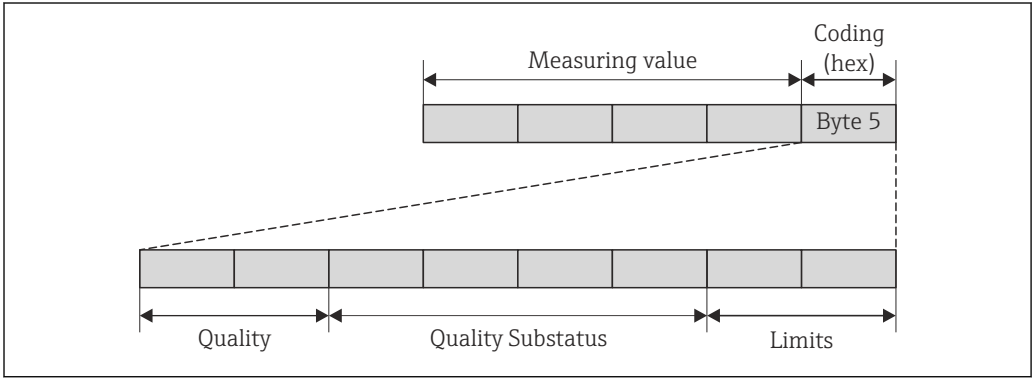 Coding
Measuring value
(hex)
Byte 5
Quality
Quality Substatus
Limits